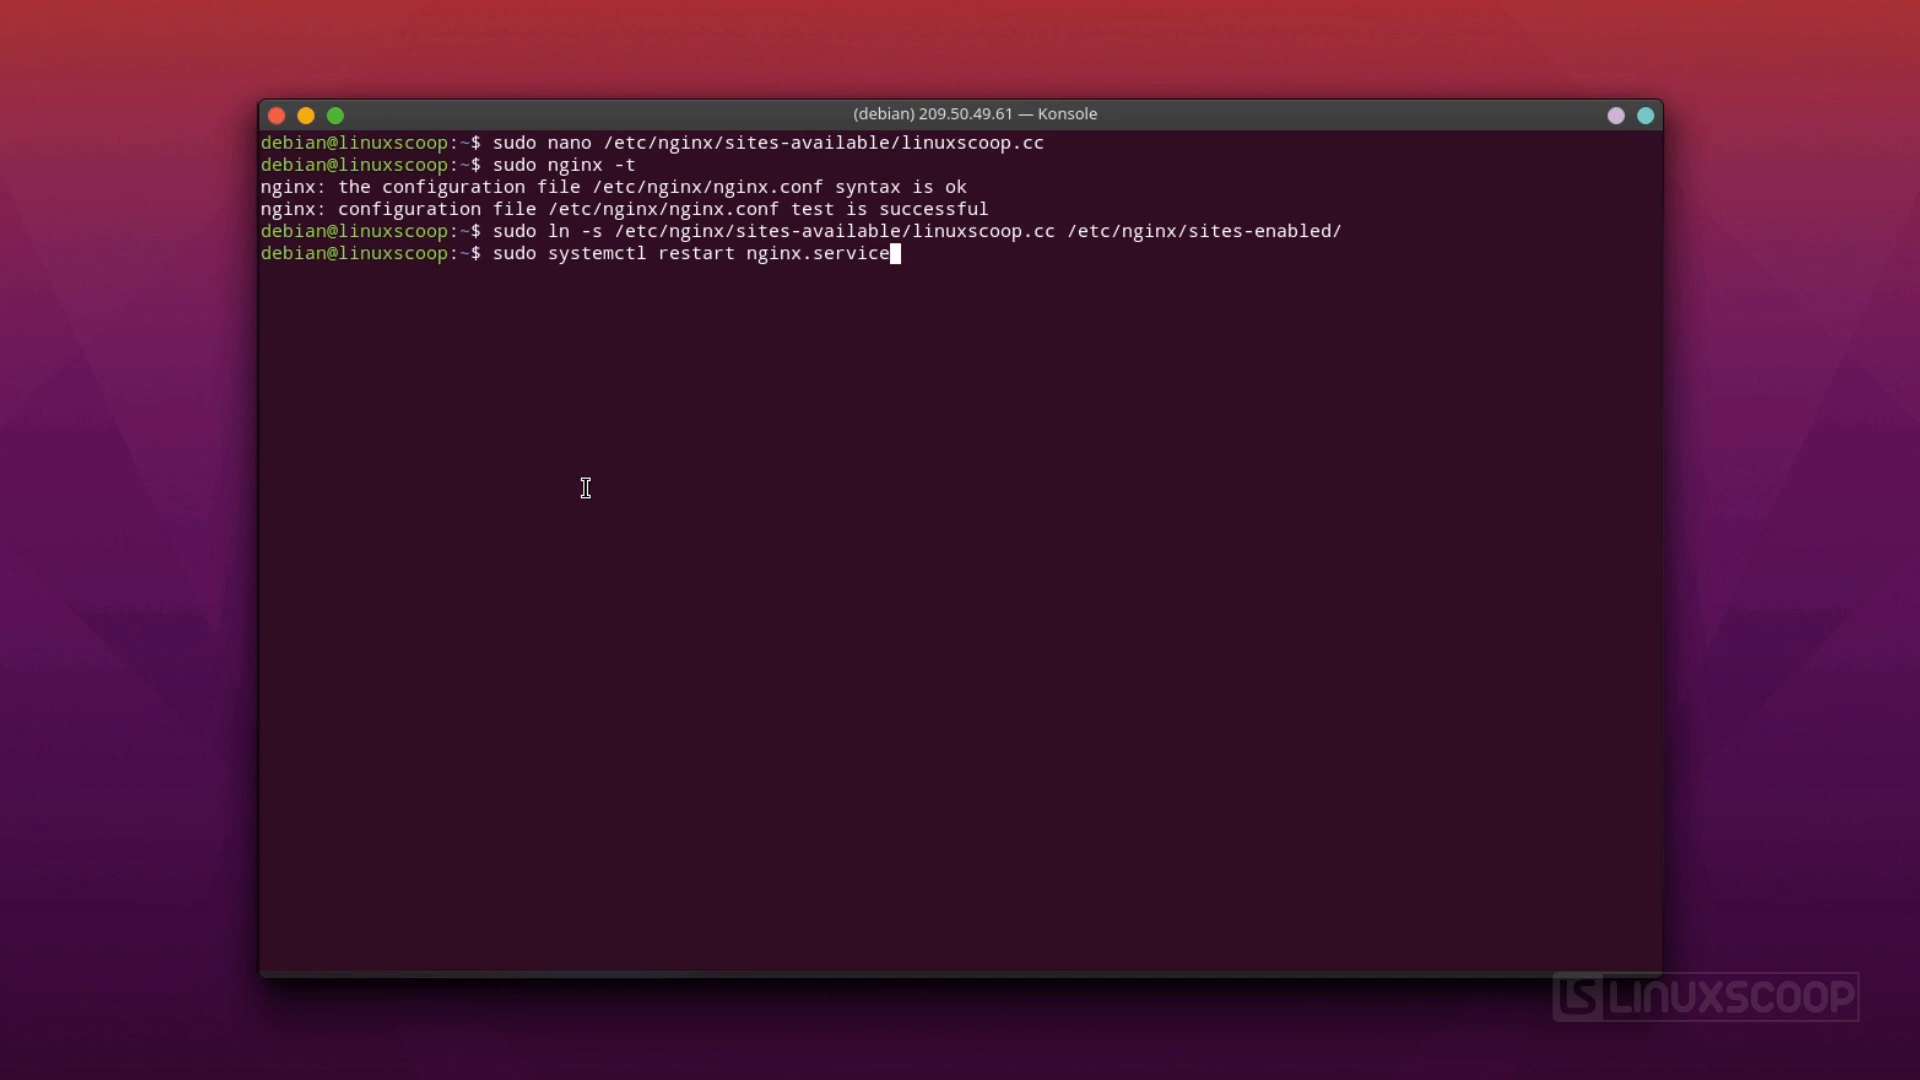 (debian) 209.50.49.61 — Konsole
debian@linuxscoop:~$ sudo nano /etc/nginx/sites-available/linuxscoop.cc
debian@linuxscoop:~$ sudo nginx -t
nginx: the configuration file /etc/nginx/nginx.conf syntax is ok
nginx: configuration file /etc/nginx/nginx.conf test is successful
debian@linuxscoop:~$ sudo ln -s /etc/nginx/sites-available/linuxscoop.cc /etc/nginx/sites-enabled/
debian@linuxscoop:~$ sudo systemctl restart nginx.service
LS LINUXSCOOP